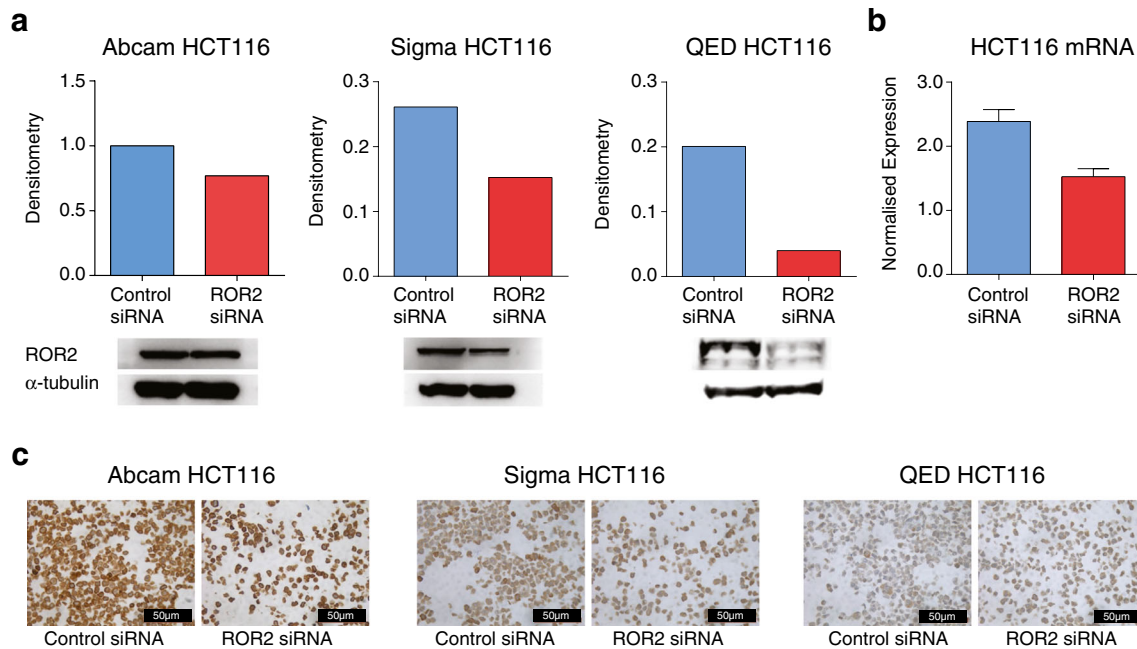 a
Abcam HCT116
Densitometry
1.5
1.0
0.5
0.0
Control siRNA
ROR2 siRNA
Sigma HCT116
Densitometry
0.3
0.2
0.1
0.0
Control siRNA
ROR2 siRNA
QED HCT116
Densitometry
0.3
0.2
0.1
0.0
Control siRNA
ROR2 siRNA
ROR2
α-tubulin
b
HCT116 mRNA
Normalised Expression
3.0
2.0
1.0
0.0
Control siRNA
ROR2 siRNA
c
Abcam HCT116
50μm
50μm
Control siRNA
ROR2 siRNA
Sigma HCT116
50μm
50μm
Control siRNA
ROR2 siRNA
QED HCT116
50μm
50μm
Control siRNA
ROR2 siRNA